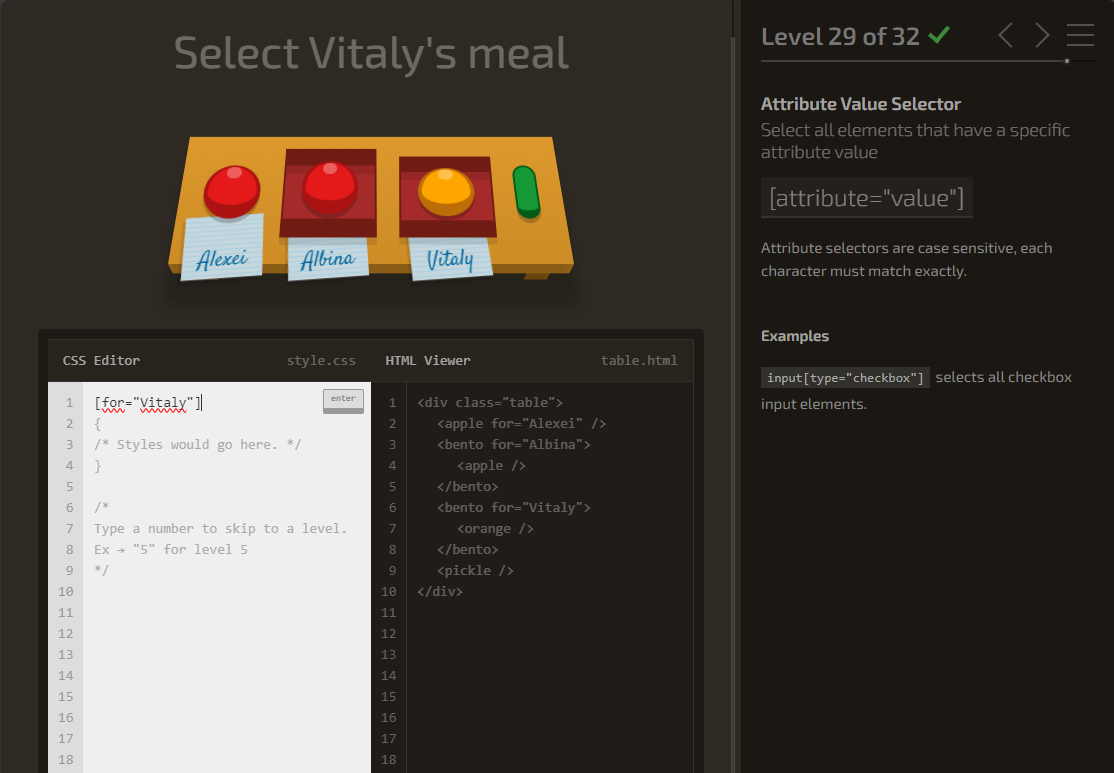 Select Vitaly's meal
Alexei
Albina
Vitaly
CSS Editor style.css
1 [for="Vitaly"] enter
2 {
3 /* Styles would go here. */
4 }
5
6 /*
7 Type a number to skip to a level.
8 Ex → "5" for level 5
9 */
10
11
12
13
14
15
16
17
18
HTML Viewer table.html
1 <div class="table">
2 <apple for="Alexei" />
3 <bento for="Albina">
4 <apple />
5 </bento>
6 <bento for="Vitaly">
7 <orange />
8 </bento>
9 <pickle />
10 </div>
11
12
13
14
15
16
17
18
Level 29 of 32
Attribute Value Selector
Select all elements that have a specific
attribute value
[attribute="value"]
Attribute selectors are case sensitive, each
character must match exactly.
Examples
input[type="checkbox"] selects all checkbox
input elements.